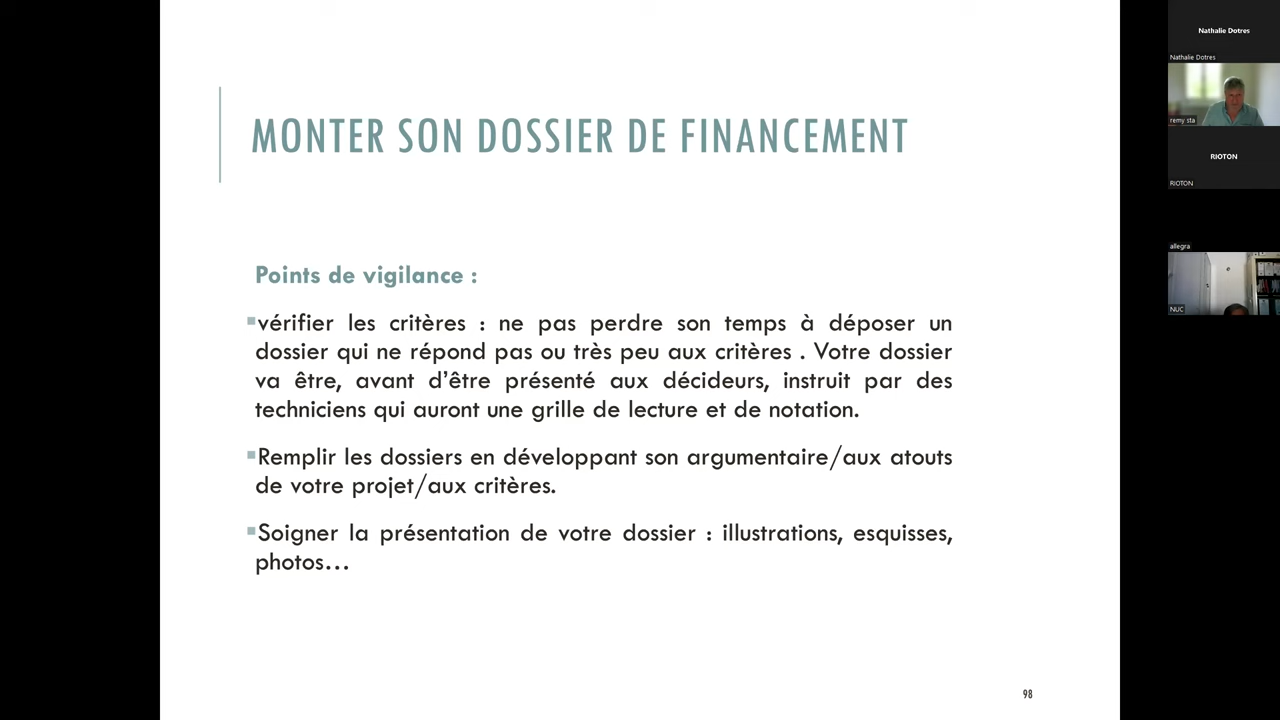 MONTER SON DOSSIER DE FINANCEMENT
Points de vigilance :
▪vérifier les critères : ne pas perdre son temps à déposer un
dossier qui ne répond pas ou très peu aux critères . Votre dossier
va être, avant d’être présenté aux décideurs, instruit par des
techniciens qui auront une grille de lecture et de notation.
▪Remplir les dossiers en développant son argumentaire/aux atouts
de votre projet/aux critères.
▪Soigner la présentation de votre dossier : illustrations, esquisses,
photos…
98
Nathalie Dotres
Nathalie Dotres
remy sta
RIOTON
RIOTON
allegra
NUC